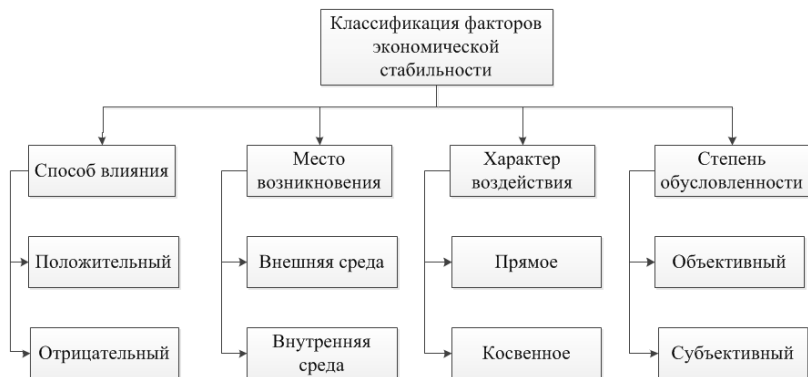 Классификация факторов
экономической
стабильности
Способ влияния
Место
возникновения
Характер
воздействия
Степень
обусловленности
Положительный
Внешняя среда
Прямое
Объективный
Отрицательный
Внутренняя
среда
Косвенное
Субъективный